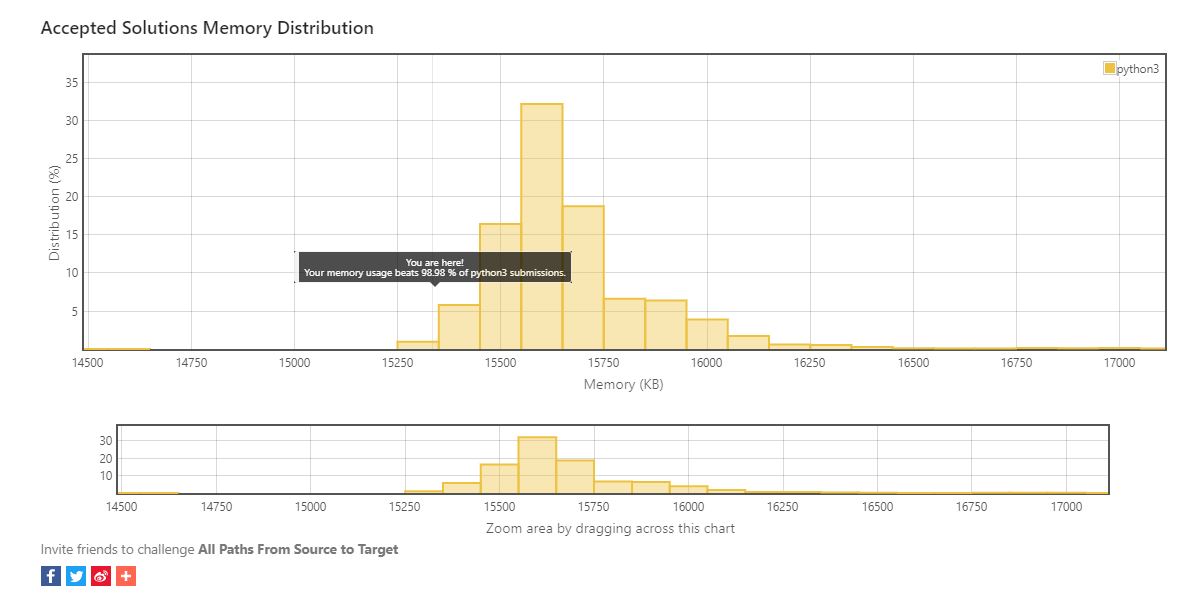 Accepted Solutions Memory Distribution
python3
35
30
25
20
15
10
5
Distribution (%)
You are here!
Your memory usage beats 98.98 % of python3 submissions.
14500 14750 15000 15250 15500 15750 16000 16250 16500 16750 17000
Memory (KB)
30
20
10
14500 14750 15000 15250 15500 15750 16000 16250 16500 16750 17000
Zoom area by dragging across this chart
Invite friends to challenge All Paths From Source to Target